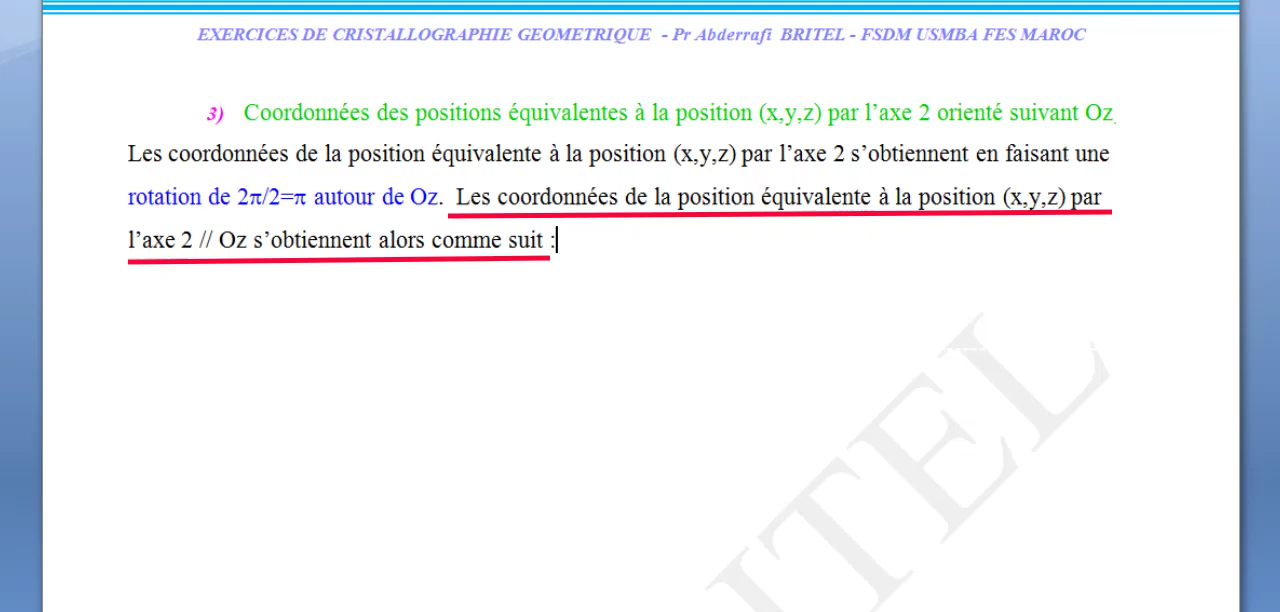 EXERCICES DE CRISTALLOGRAPHIE GEOMETRIQUE - Pr Abderrafi BRITEL - FSDM USMBA FES MAROC
3) Coordonnées des positions équivalentes à la position (x,y,z) par l’axe 2 orienté suivant Oz
Les coordonnées de la position équivalente à la position (x,y,z) par l’axe 2 s’obtiennent en faisant une
rotation de 2π/2=π autour de Oz. Les coordonnées de la position équivalente à la position (x,y,z) par
l’axe 2 // Oz s’obtiennent alors comme suit :
ITEL